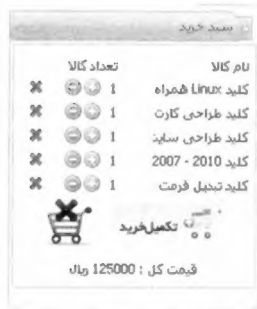 سبد خرید
نام کالا تعداد کالا
کلید Linux همراه 1
کلید طراحی کارت 1
کلید طراحی سایت 1
کلید 2010 - 2007 1
کلید تبدیل فرمت 1
تکمیل خرید
قیمت کل : 125000 ریال